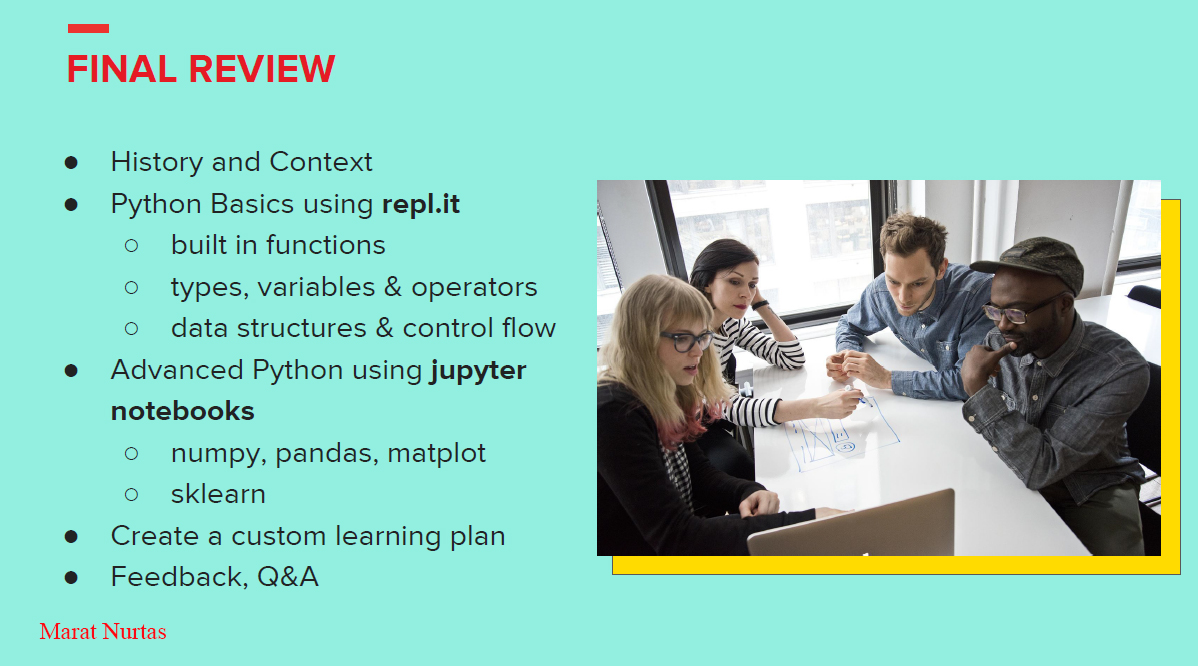 FINAL REVIEW
● History and Context
● Python Basics using repl.it
○ built in functions
○ types, variables & operators
○ data structures & control flow
● Advanced Python using jupyter
notebooks
○ numpy, pandas, matplot
○ sklearn
● Create a custom learning plan
● Feedback, Q&A
Marat Nurtas